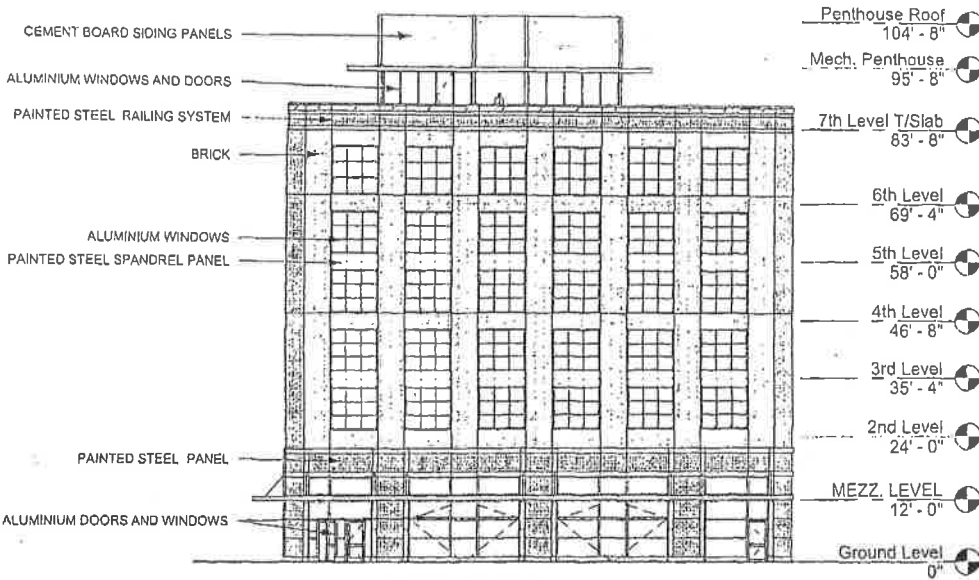 CEMENT BOARD SIDING PANELS
ALUMINIUM WINDOWS AND DOORS
PAINTED STEEL RAILING SYSTEM
BRICK
ALUMINIUM WINDOWS
PAINTED STEEL SPANDREL PANEL
PAINTED STEEL PANEL
ALUMINIUM DOORS AND WINDOWS
Penthouse Roof
104' - 8"
Mech. Penthouse
95' - 8"
7th Level T/Slab
83' - 8"
6th Level
69' - 4"
5th Level
58' - 0"
4th Level
46' - 8"
3rd Level
35' - 4"
2nd Level
24' - 0"
MEZZ. LEVEL
12' - 0"
Ground Level
0"